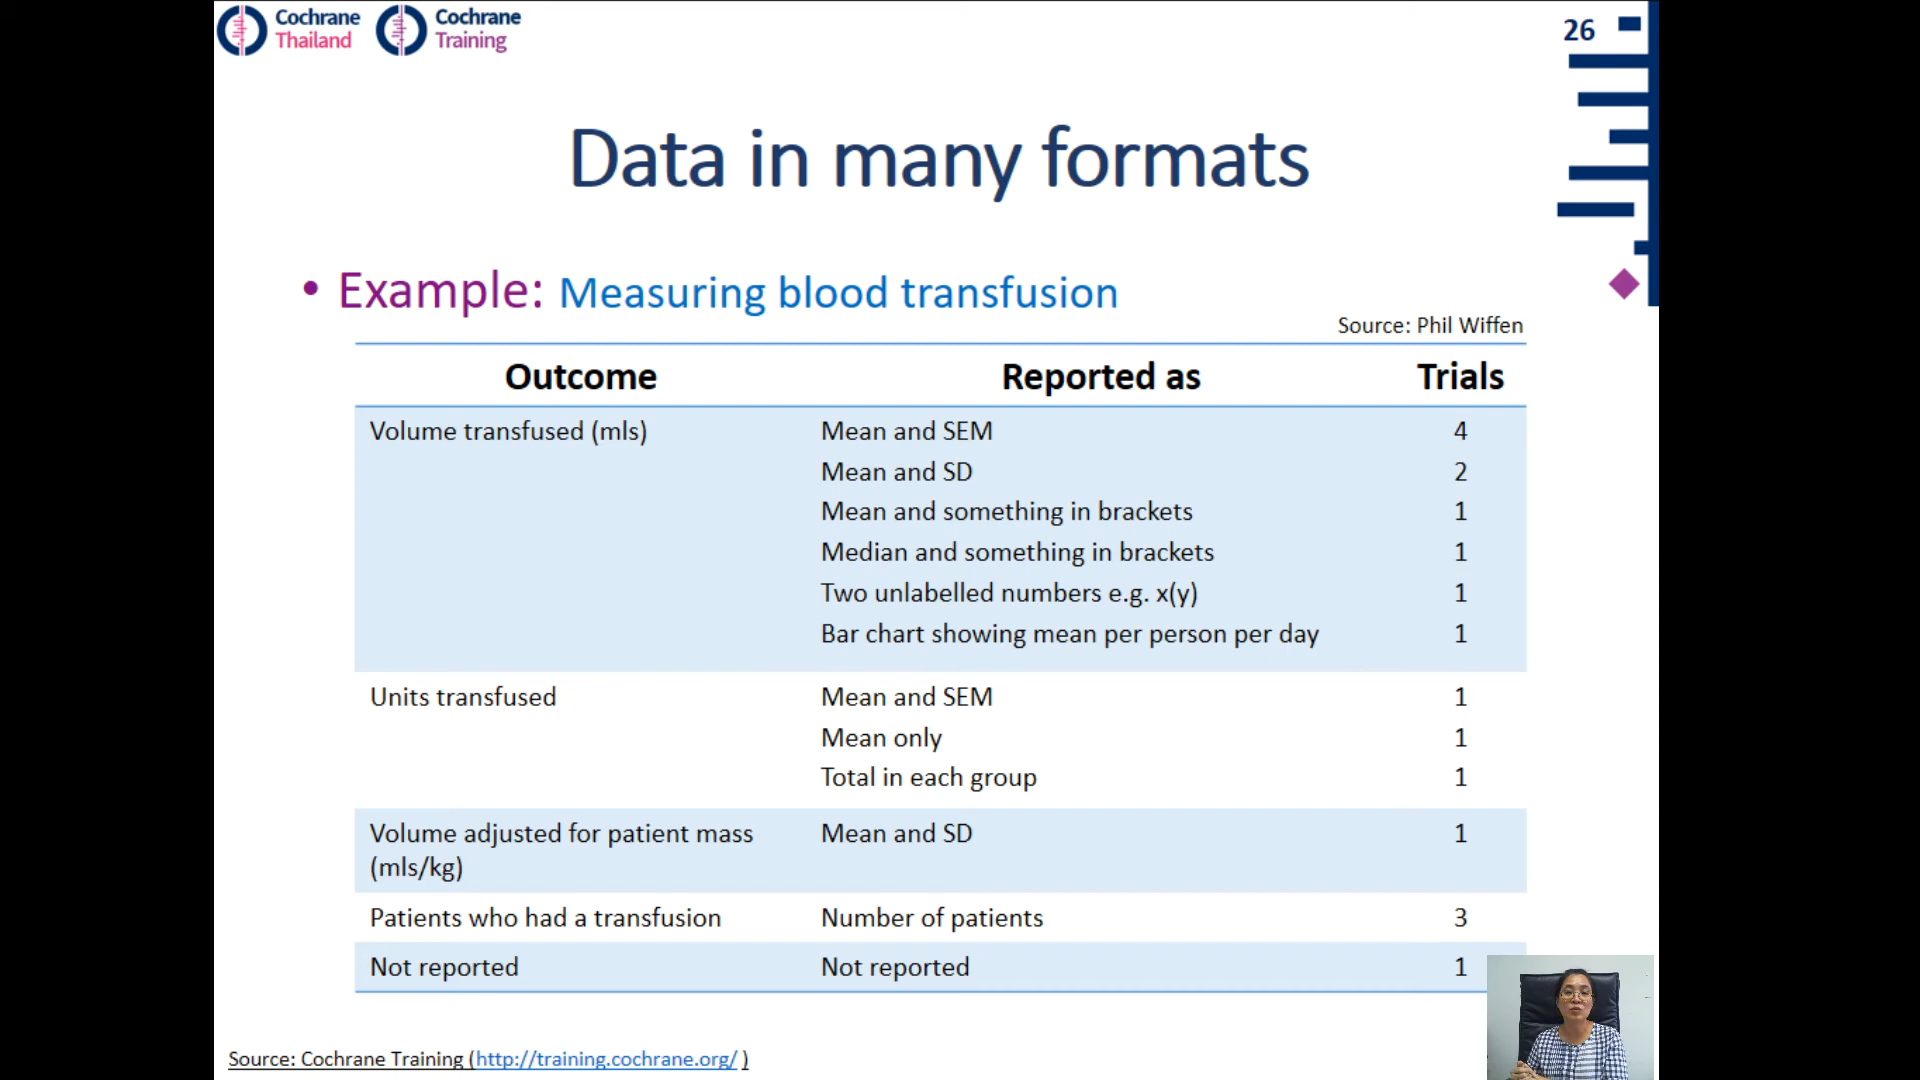 Cochrane Thailand
Cochrane Training
26
Data in many formats
• Example: Measuring blood transfusion
Source: Phil Wiffen
Outcome Reported as Trials
Volume transfused (mls) Mean and SEM 4
Mean and SD 2
Mean and something in brackets 1
Median and something in brackets 1
Two unlabelled numbers e.g. x(y) 1
Bar chart showing mean per person per day 1
Units transfused Mean and SEM 1
Mean only 1
Total in each group 1
Volume adjusted for patient mass Mean and SD 1
(mls/kg)
Patients who had a transfusion Number of patients 3
Not reported Not reported 1
Source: Cochrane Training (http://training.cochrane.org/ )